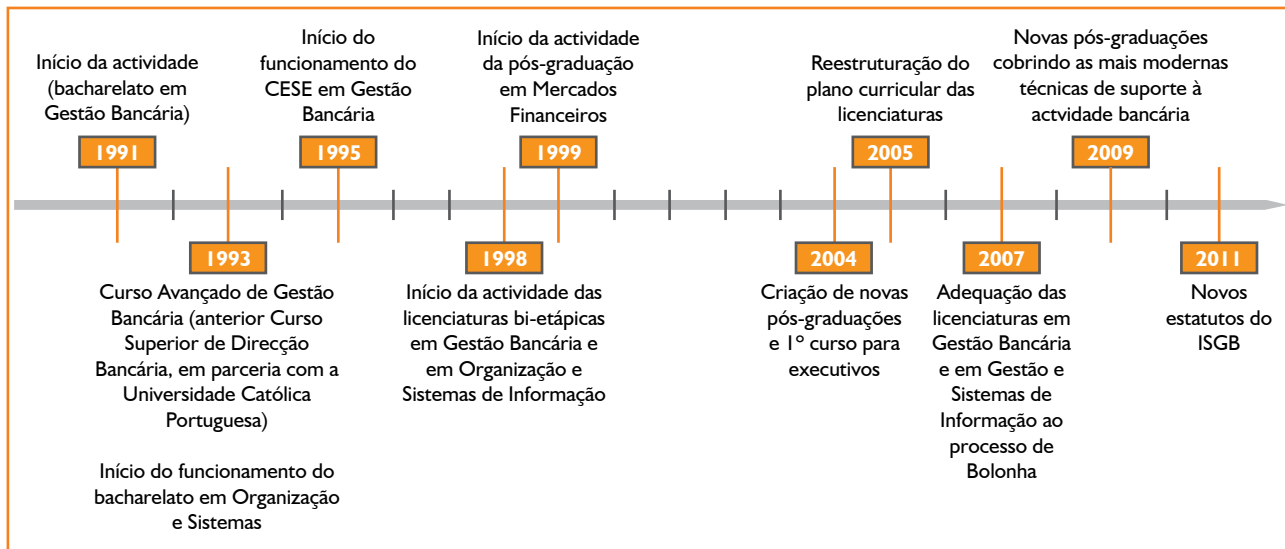 Início da actividade
(bacharelato em
Gestão Bancária)
1991
Início do
funcionamento do
CESE em Gestão
Bancária
1995
Início da actividade
da pós-graduação
em Mercados
Financeiros
1999
Reestruturação do
plano curricular das
licenciaturas
2005
Novas pós-graduações
cobrindo as mais modernas
técnicas de suporte à
actvidade bancária
2009
1993
Curso Avançado de Gestão
Bancária (anterior Curso
Superior de Direcção
Bancária, em parceria com a
Universidade Católica
Portuguesa)
Início do funcionamento do
bacharelato em Organização
e Sistemas
1998
Início da actividade das
licenciaturas bi-etápicas
em Gestão Bancária e
em Organização e
Sistemas de Informação
2004
Criação de novas
pós-graduações
e 1º curso para
executivos
2007
Adequação das
licenciaturas em
Gestão Bancária
e em Gestão e
Sistemas de
Informação ao
processo de
Bolonha
2011
Novos
estatutos do
ISGB